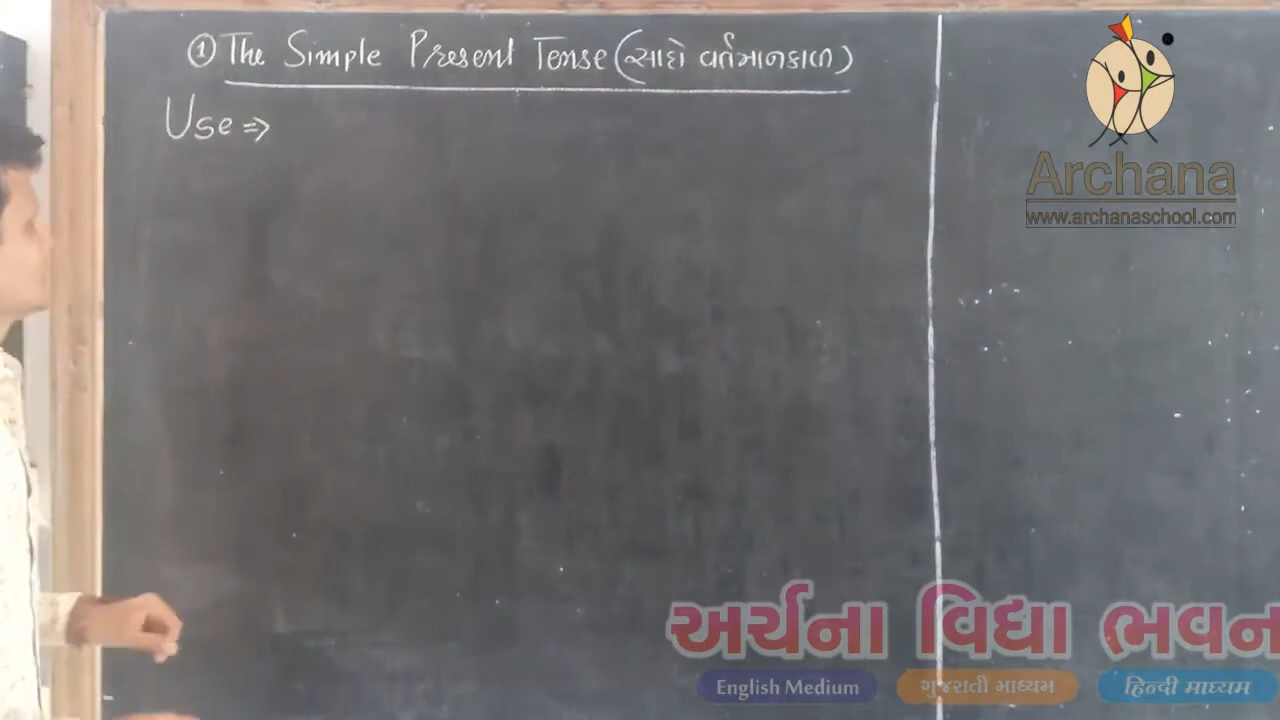 ① The Simple Present Tense (સાદો વર્તમાનકાળ)
Use ⇒
Archana
www.archanaschool.com
અર્ચના વિદ્યા ભવન
English Medium
ગુજરાતી માધ્યમ
હિન્દી માધ્યમ